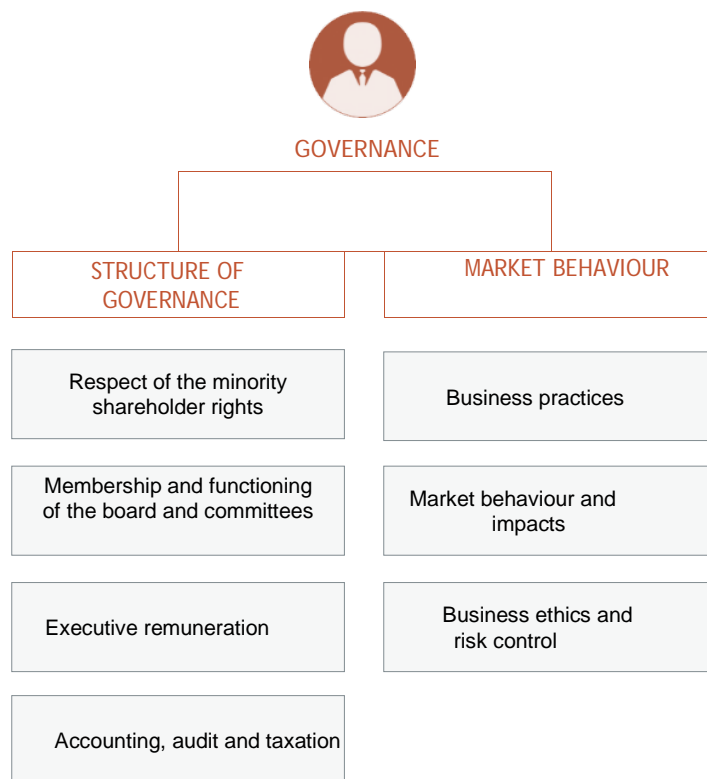 GOVERNANCE
STRUCTURE OF
GOVERNANCE
MARKET BEHAVIOUR
Respect of the minority
shareholder rights
Business practices
Membership and functioning
of the board and committees
Market behaviour and
impacts
Executive remuneration
Business ethics and
risk control
Accounting, audit and taxation